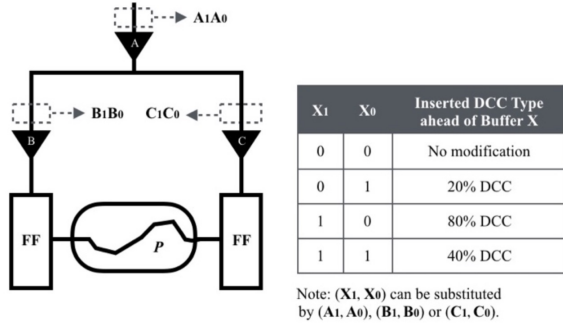 A1A0
A
B1B0 C1C0
B
C
FF
P
FF
X1 X0 Inserted DCC Type
ahead of Buffer X
0 0 No modification
0 1 20% DCC
1 0 80% DCC
1 1 40% DCC
Note: (X1, X0) can be substituted
by (A1, A0), (B1, B0) or (C1, C0).